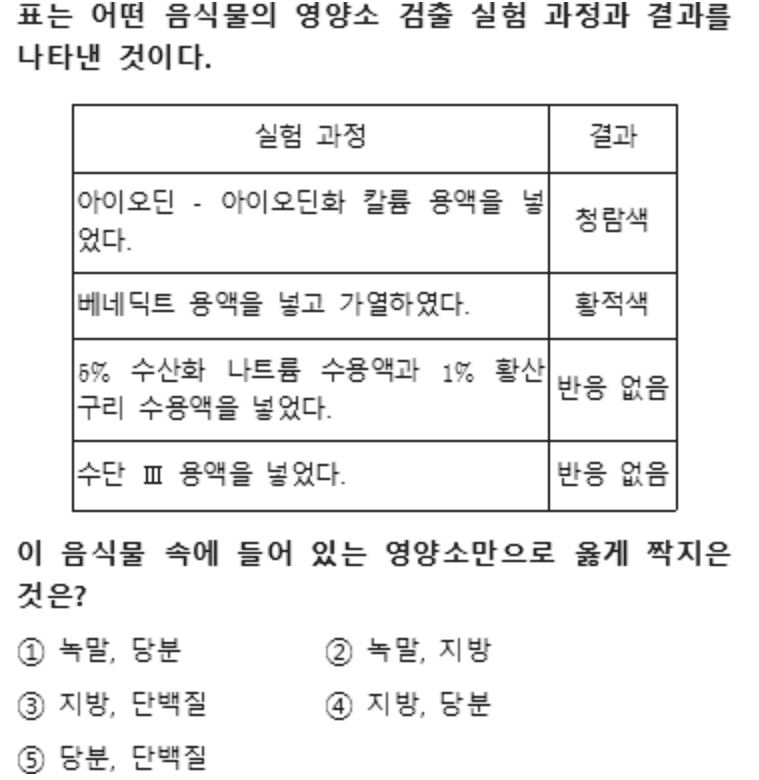 표는 어떤 음식물의 영양소 검출 실험 과정과 결과를
나타낸 것이다.
실험 과정 결과
아이오딘 - 아이오딘화 칼륨 용액을 넣
었다.
청람색
베네딕트 용액을 넣고 가열하였다. 황적색
5% 수산화 나트륨 수용액과 1% 황산
구리 수용액을 넣었다.
반응 없음
수단 Ⅲ 용액을 넣었다. 반응 없음
이 음식물 속에 들어 있는 영양소만으로 옳게 짝지은
것은?
① 녹말, 당분 ② 녹말, 지방
③ 지방, 단백질 ④ 지방, 당분
⑤ 당분, 단백질